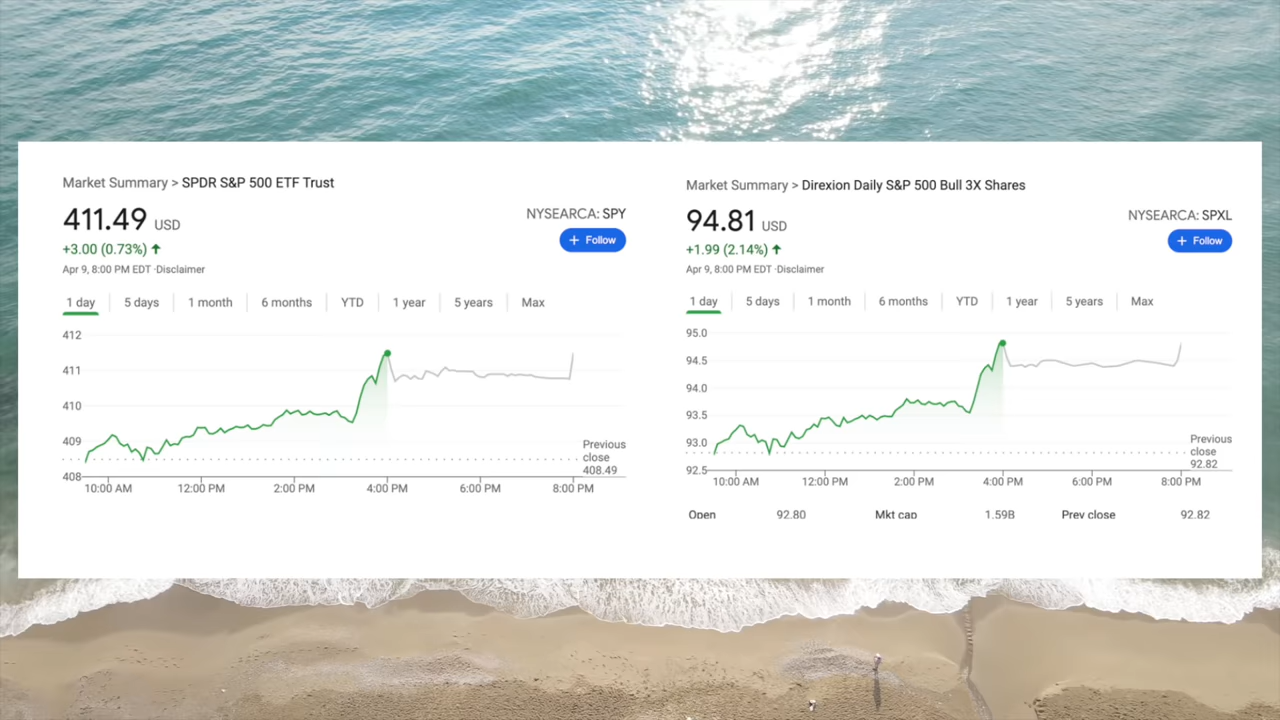 Market Summary > SPDR S&P 500 ETF Trust
411.49 USD
NYSEARCA: SPY
+3.00 (0.73%) ↑
+ Follow
Apr 9, 8:00 PM EDT ·Disclaimer
1 day 5 days 1 month 6 months YTD 1 year 5 years Max
412
411
410
409
408
Previous
close
408.49
10:00 AM 12:00 PM 2:00 PM 4:00 PM 6:00 PM 8:00 PM
Market Summary > Direxion Daily S&P 500 Bull 3X Shares
94.81 USD
NYSEARCA: SPXL
+1.99 (2.14%) ↑
+ Follow
Apr 9, 8:00 PM EDT ·Disclaimer
1 day 5 days 1 month 6 months YTD 1 year 5 years Max
95.0
94.5
94.0
93.5
93.0
92.5
Previous
close
92.82
10:00 AM 12:00 PM 2:00 PM 4:00 PM 6:00 PM 8:00 PM
Open 92.80 Mkt cap 1.59B Prev close 92.82